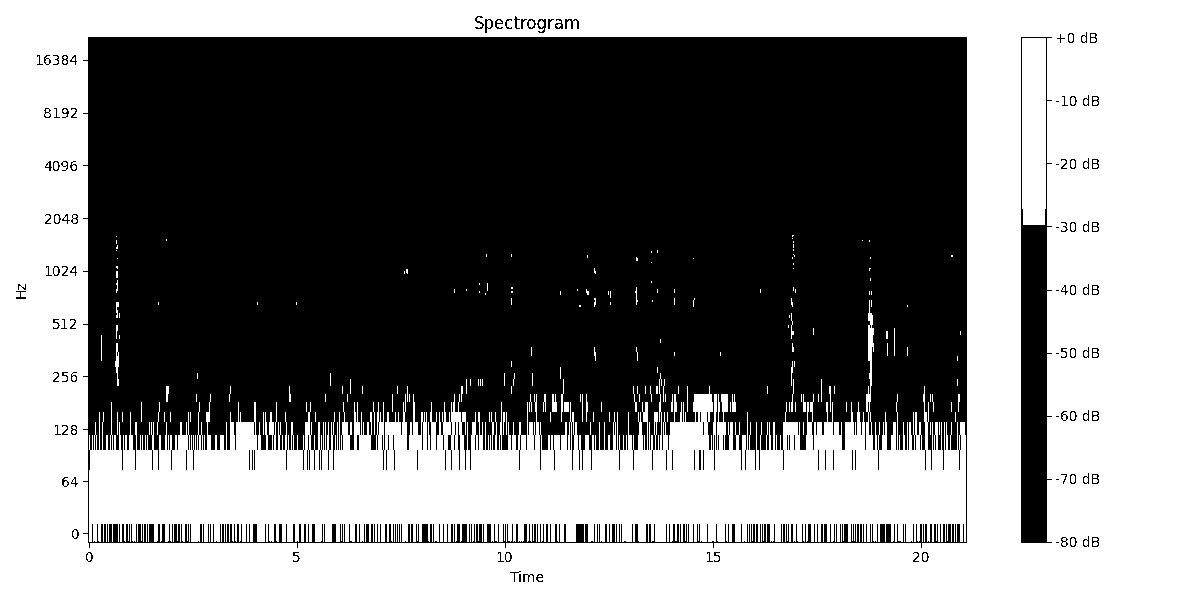 Spectrogram
16384
8192
4096
2048
1024
512
256
128
64
0
Hz
0
5
10
15
20
Time
+0 dB
-10 dB
-20 dB
-30 dB
-40 dB
-50 dB
-60 dB
-70 dB
-80 dB